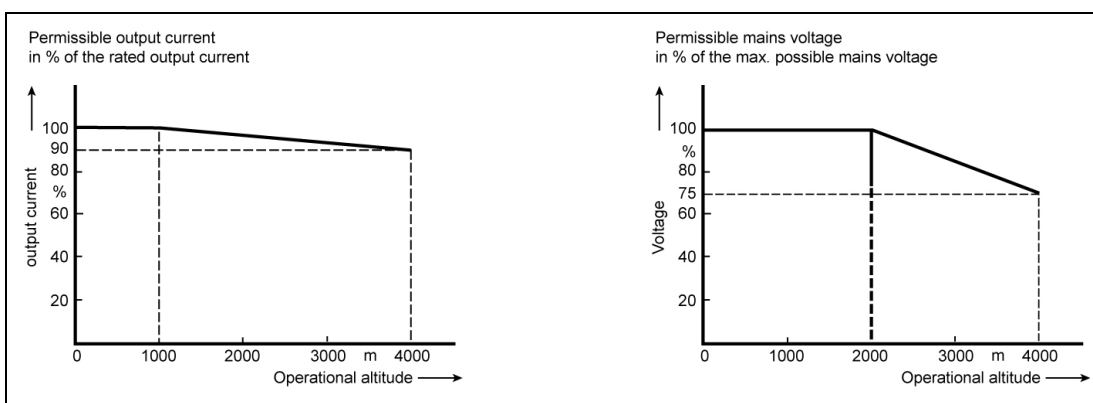 Permissible output current
in % of the rated output current
output current
100
90
80
%
60
40
20
0 1000 2000 3000 m 4000
Operational altitude
Permissible mains voltage
in % of the max. possible mains voltage
Voltage
100
%
80
75
60
40
20
0 1000 2000 3000 m 4000
Operational altitude